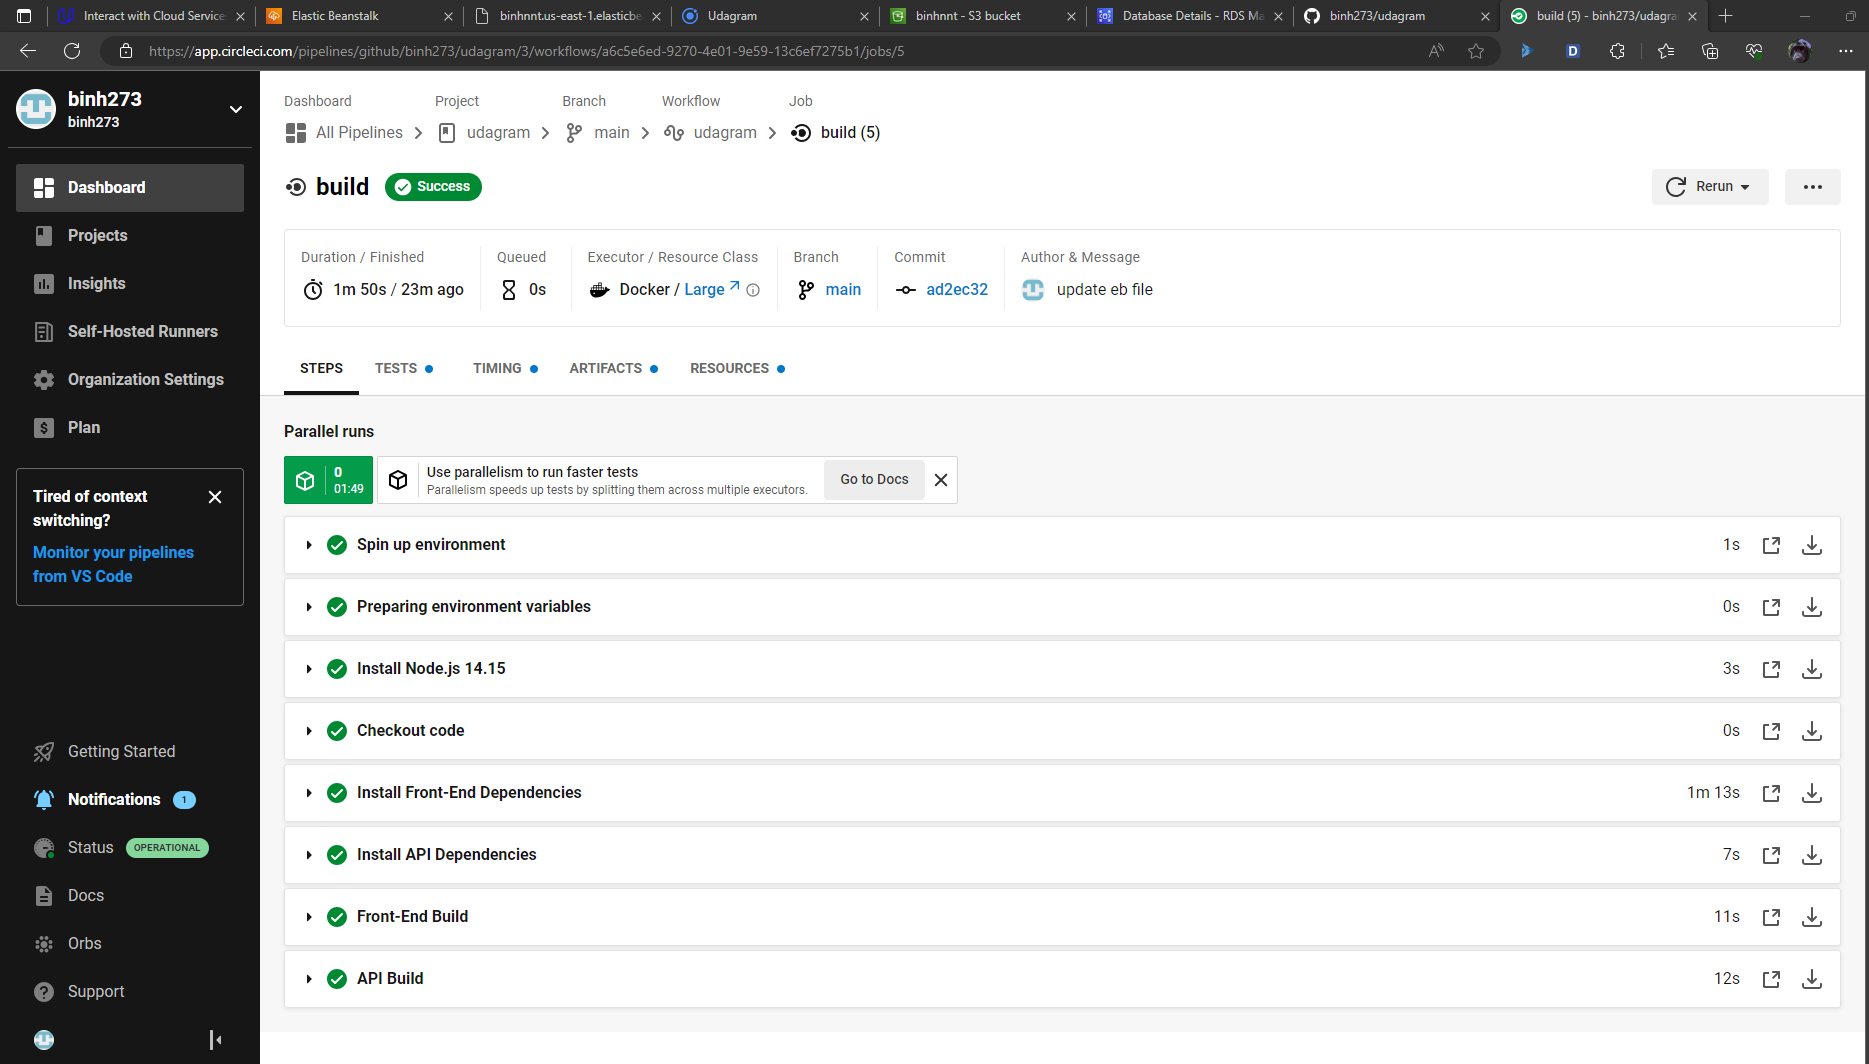 Interact with Cloud Service
Elastic Beanstalk
binhnnt.us-east-1.elasticbe
Udagram
binhnnt - S3 bucket
Database Details - RDS Ma
binh273/udagram
build (5) - binh273/udagra
https://app.circleci.com/pipelines/github/binh273/udagram/3/workflows/a6c5e6ed-9270-4e01-9e59-13c6ef7275b1/jobs/5
binh273
binh273
Dashboard
Projects
Insights
Self-Hosted Runners
Organization Settings
Plan
Tired of context
switching?
Monitor your pipelines
from VS Code
Getting Started
Notifications 1
Status OPERATIONAL
Docs
Orbs
Support
Dashboard Project Branch Workflow Job
All Pipelines udagram main udagram build (5)
build Success
Rerun
Duration / Finished Queued Executor / Resource Class Branch Commit Author & Message
1m 50s / 23m ago 0s Docker / Large main ad2ec32 update eb file
STEPS TESTS TIMING ARTIFACTS RESOURCES
Parallel runs
0
01:49
Use parallelism to run faster tests
Parallelism speeds up tests by splitting them across multiple executors.
Go to Docs
Spin up environment 1s
Preparing environment variables 0s
Install Node.js 14.15 3s
Checkout code 0s
Install Front-End Dependencies 1m 13s
Install API Dependencies 7s
Front-End Build 11s
API Build 12s